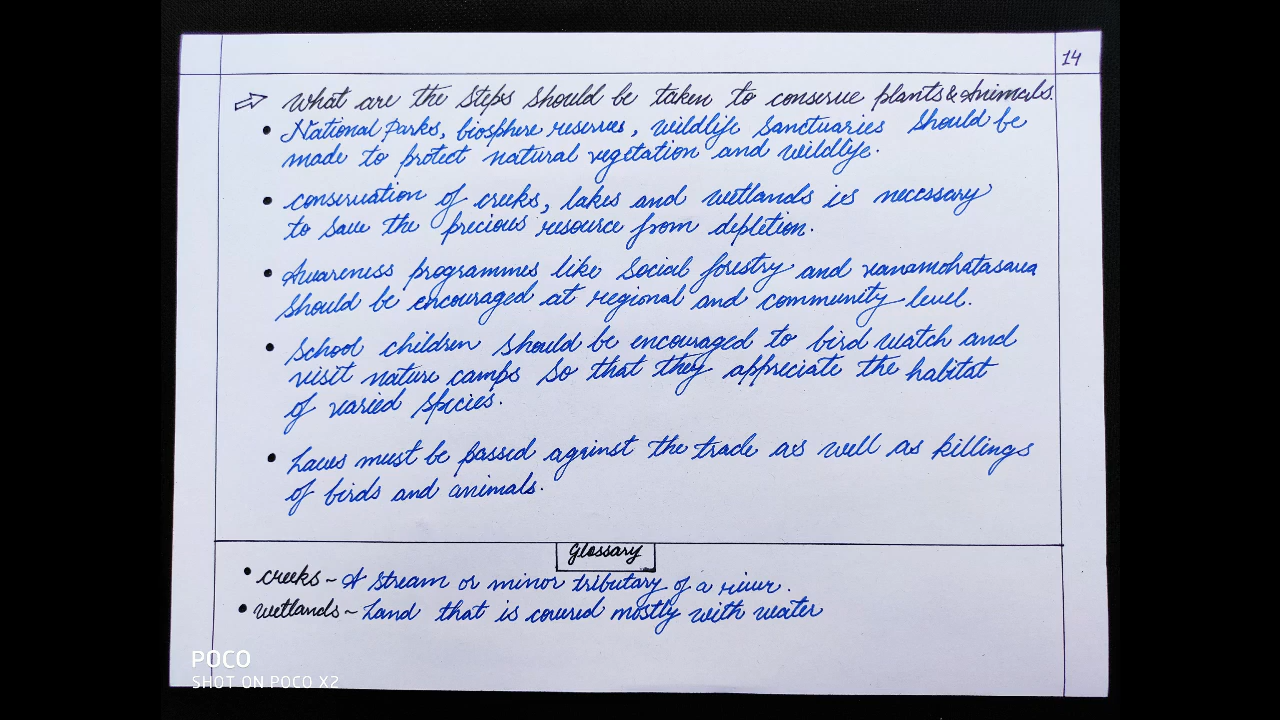 14
⇒ What are the steps should be taken to conserve plants & Animals.
• National Parks, biosphere reserves, wildlife Sanctuaries should be
made to protect natural vegetation and wildlife.
• conservation of creeks, lakes and wetlands is necessary
to save the precious resource from depletion.
• Awareness programmes like social forestry and vanamohatasava
should be encouraged at regional and community level.
• School children should be encouraged to bird watch and
visit nature camps so that they appreciate the habitat
of varied species.
• Laws must be passed against the trade as well as killings
of birds and animals.
Glossary
• creeks ~ A stream or minor tributary of a river.
• wetlands ~ Land that is covered mostly with water
POCO
SHOT ON POCO X2